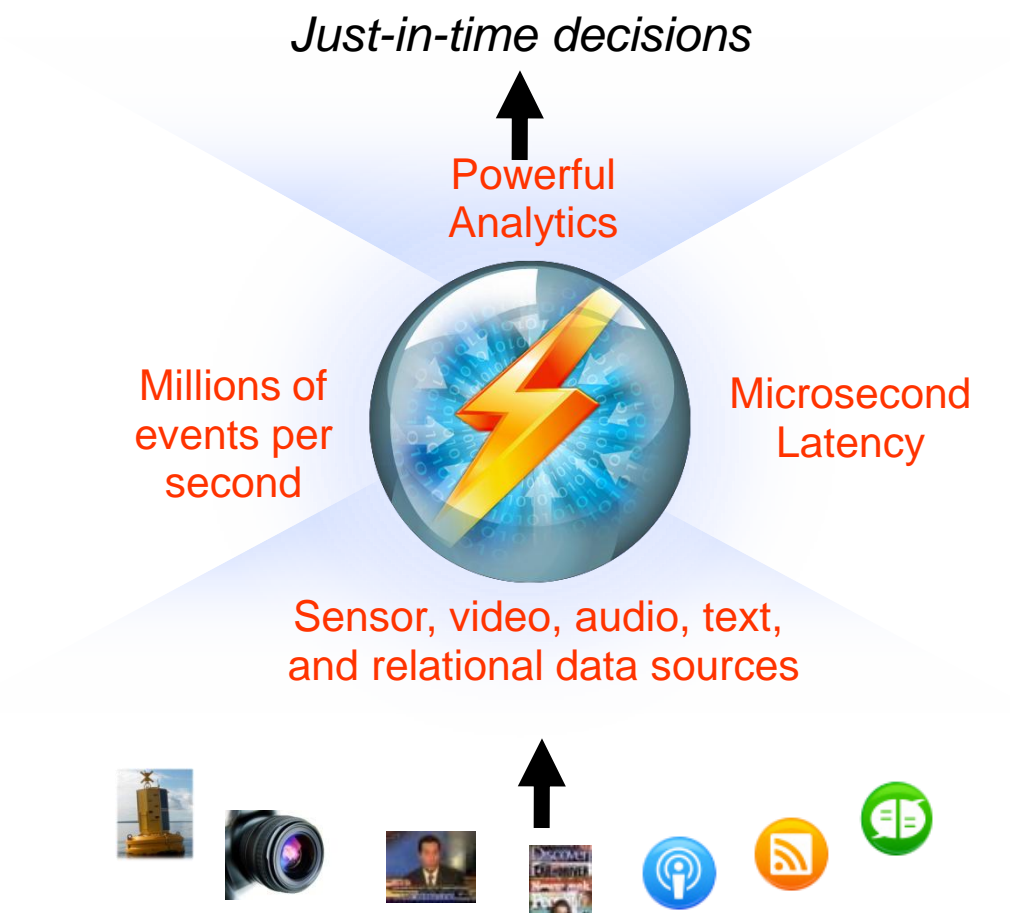 Just-in-time decisions
Powerful
Analytics
Millions of
events per
second
Microsecond
Latency
Sensor, video, audio, text,
and relational data sources
Discover